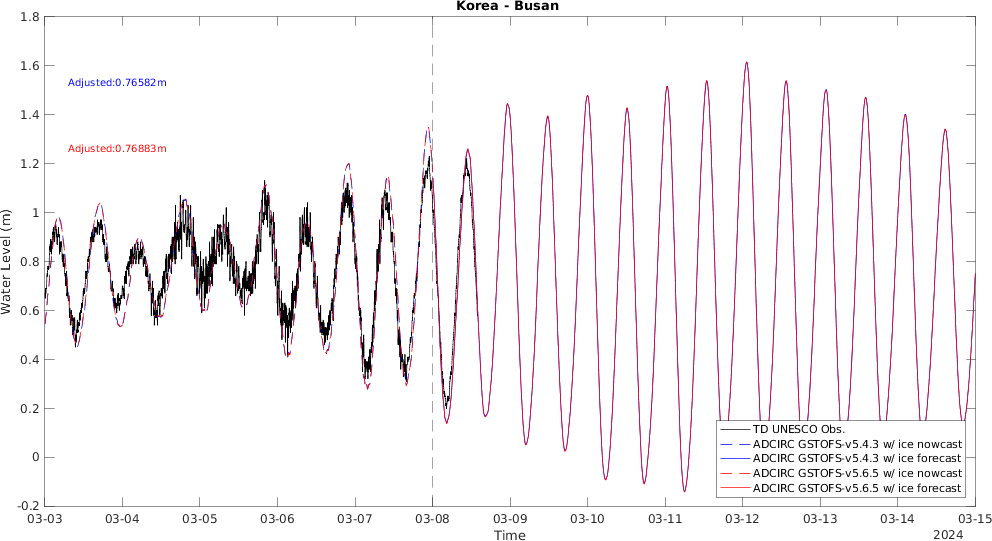 Korea - Busan
1.8
1.6
1.4
1.2
1
0.8
0.6
0.4
0.2
0
-0.2
Water Level (m)
Adjusted:0.76582m
Adjusted:0.76883m
TD UNESCO Obs.
ADCIRC GSTOFS-v5.4.3 w/ ice nowcast
ADCIRC GSTOFS-v5.4.3 w/ ice forecast
ADCIRC GSTOFS-v5.6.5 w/ ice nowcast
ADCIRC GSTOFS-v5.6.5 w/ ice forecast
03-03 03-04 03-05 03-06 03-07 03-08 03-09 03-10 03-11 03-12 03-13 03-14 03-15
Time
2024